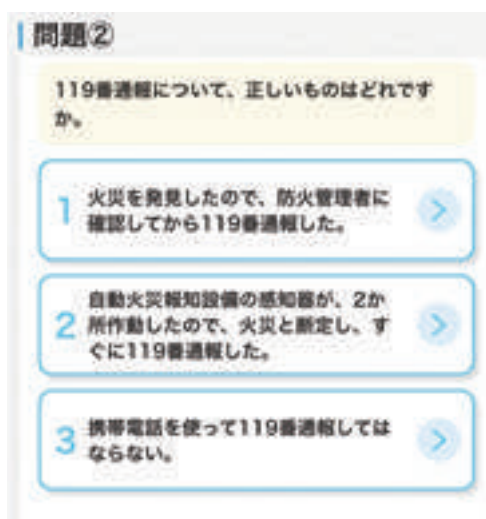 問題②
119番通報について、正しいものはどれです
か。
1
火災を発見したので、防火管理者に
確認してから119番通報した。
2
自動火災報知設備の感知器が、2か
所作動したので、火災と断定し、す
ぐに119番通報した。
3
携帯電話を使って119番通報しては
ならない。